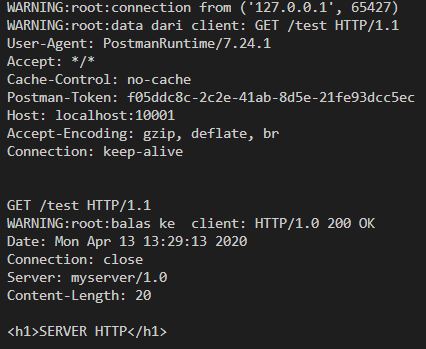 WARNING:root:connection from ('127.0.0.1', 65427)
WARNING:root:data dari client: GET /test HTTP/1.1
User-Agent: PostmanRuntime/7.24.1
Accept: */*
Cache-Control: no-cache
Postman-Token: f05ddc8c-2c2e-41ab-8d5e-21fe93dcc5ec
Host: localhost:10001
Accept-Encoding: gzip, deflate, br
Connection: keep-alive
GET /test HTTP/1.1
WARNING:root:balas ke  client: HTTP/1.0 200 OK
Date: Mon Apr 13 13:29:13 2020
Connection: close
Server: myserver/1.0
Content-Length: 20
<h1>SERVER HTTP</h1>